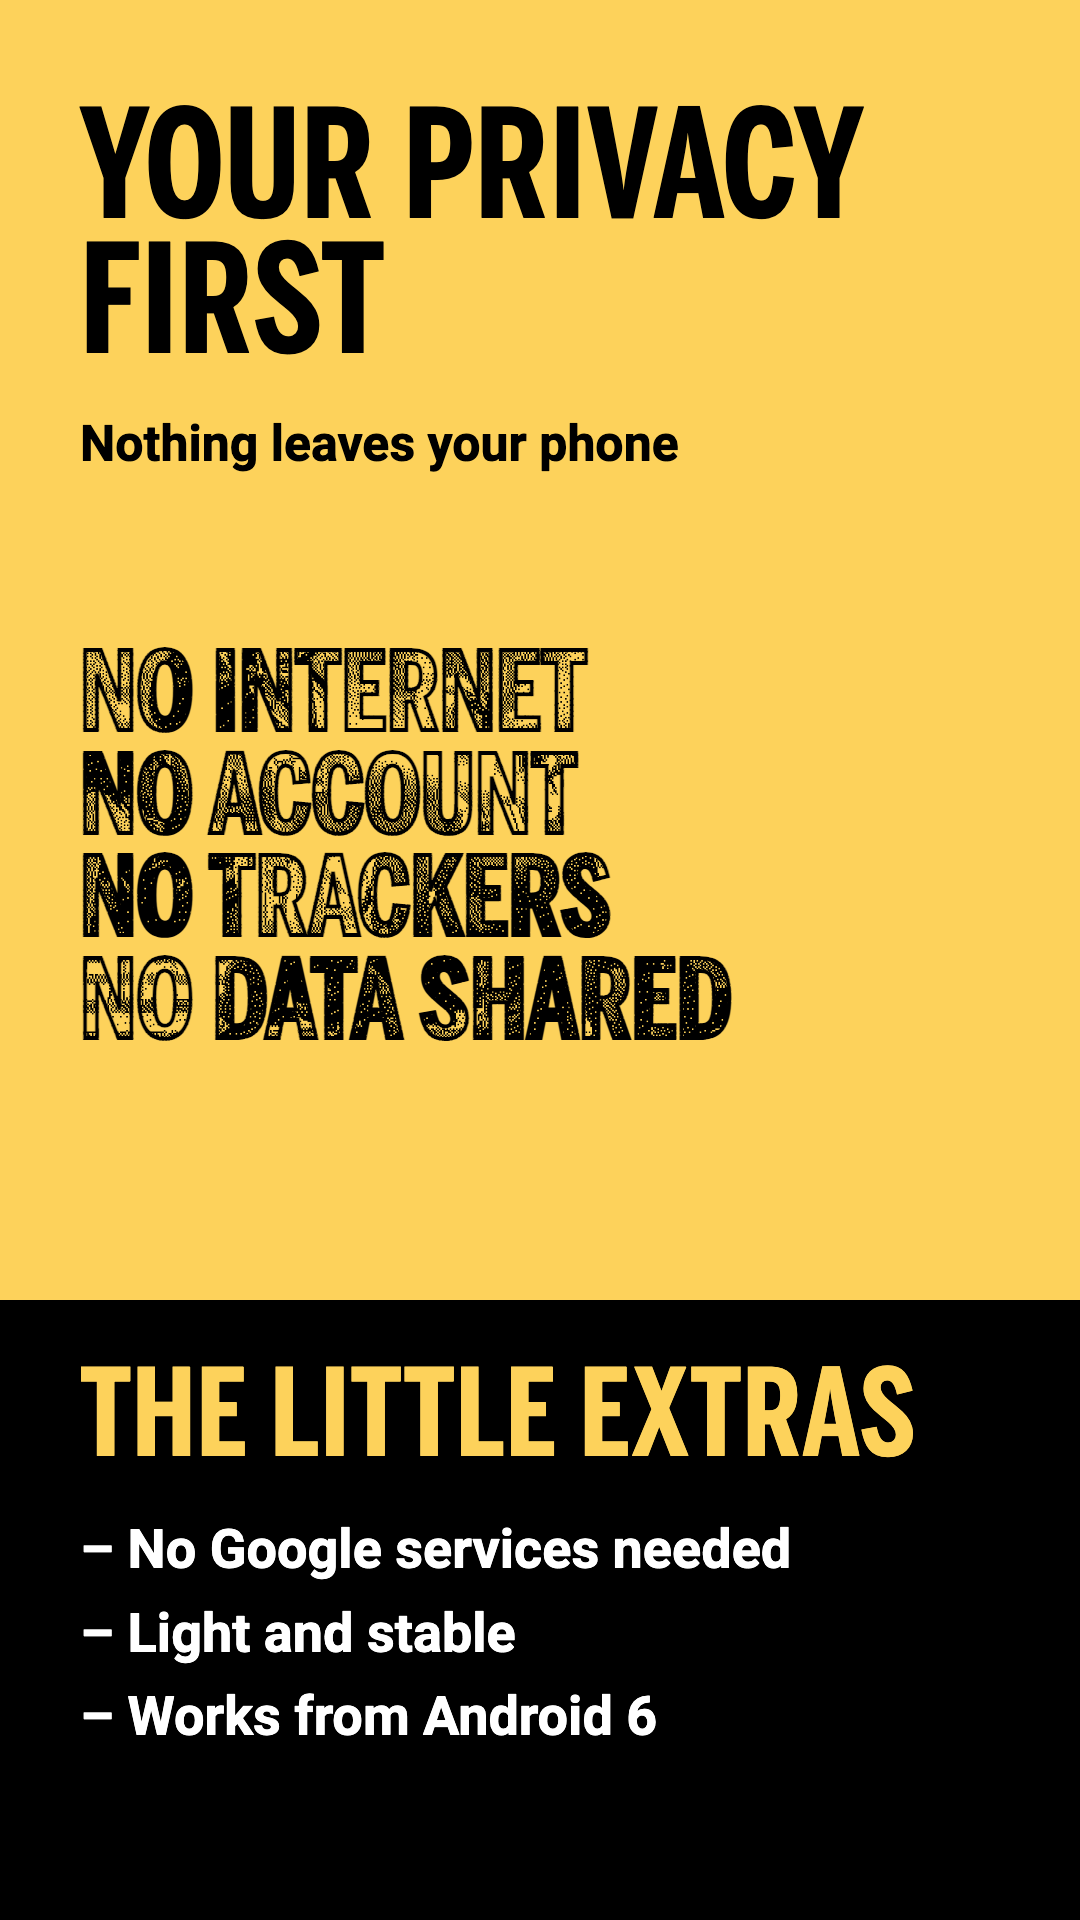 YOUR PRIVACY
FIRST
Nothing leaves your phone
NO INTERNET
NO ACCOUNT
NO TRACKERS
NO DATA SHARED
THE LITTLE EXTRAS
– No Google services needed
– Light and stable
– Works from Android 6